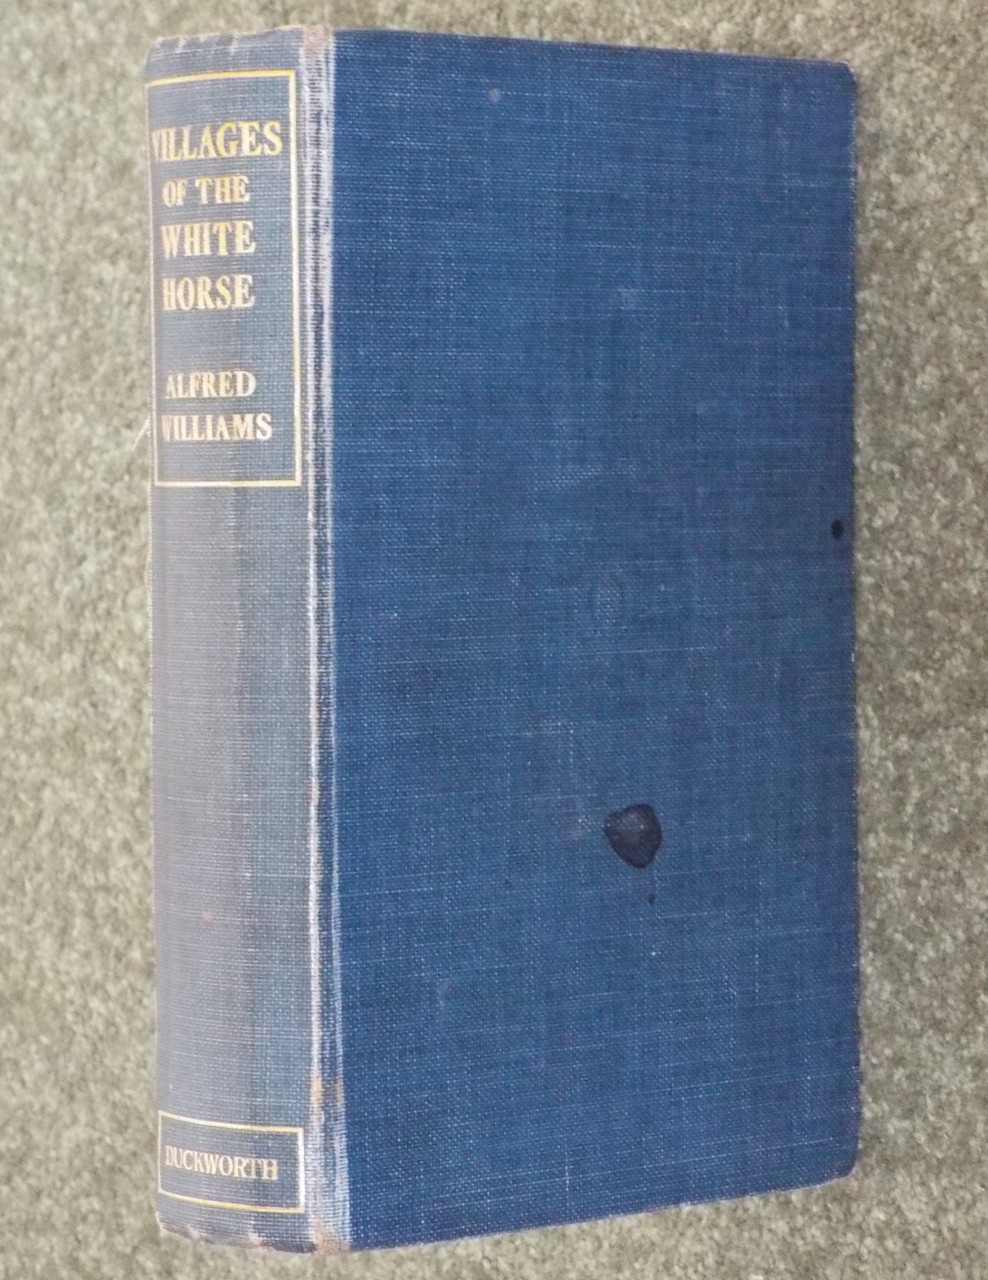 VILLAGES
OF THE
WHITE
HORSE
ALFRED
WILLIAMS
DUCKWORTH